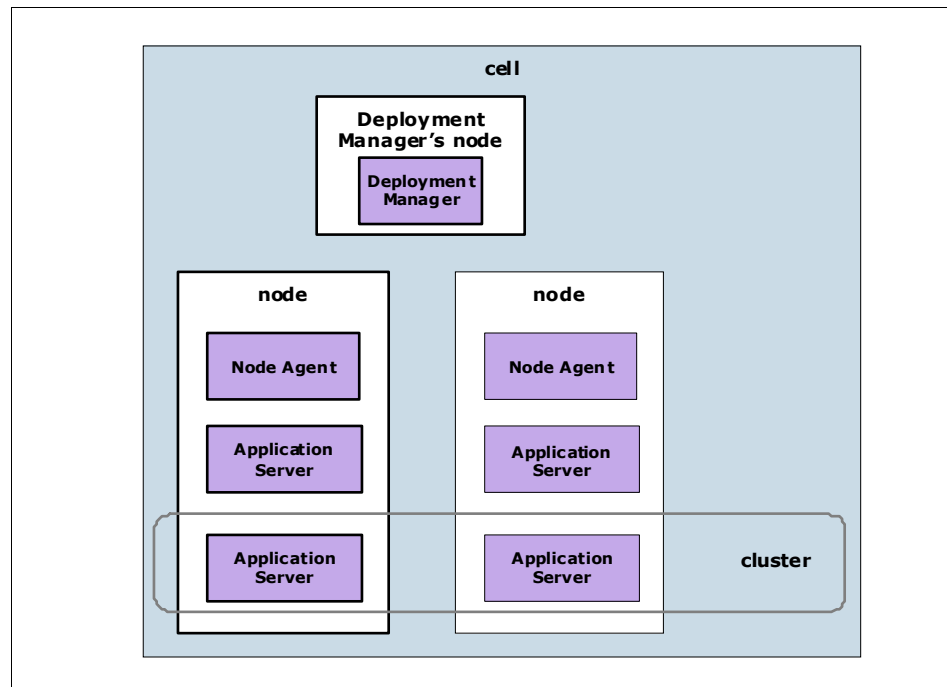 cell
Deployment
Manager's node
Deployment
Manager
node
Node Agent
Application
Server
Application
Server
node
Node Agent
Application
Server
Application
Server
cluster